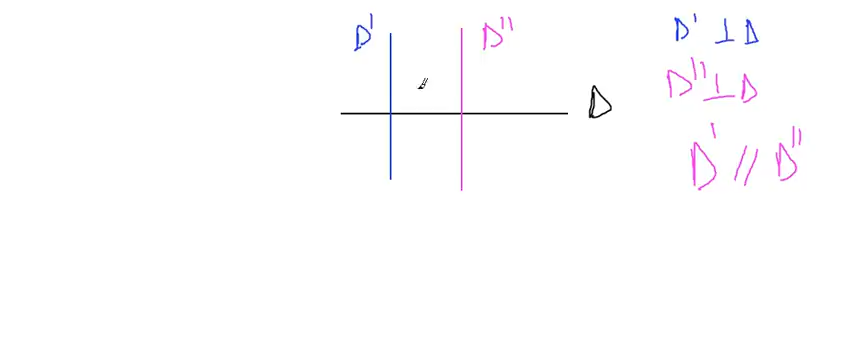 D' D''
D
D' ⊥ D
D'' ⊥ D
D' // D''